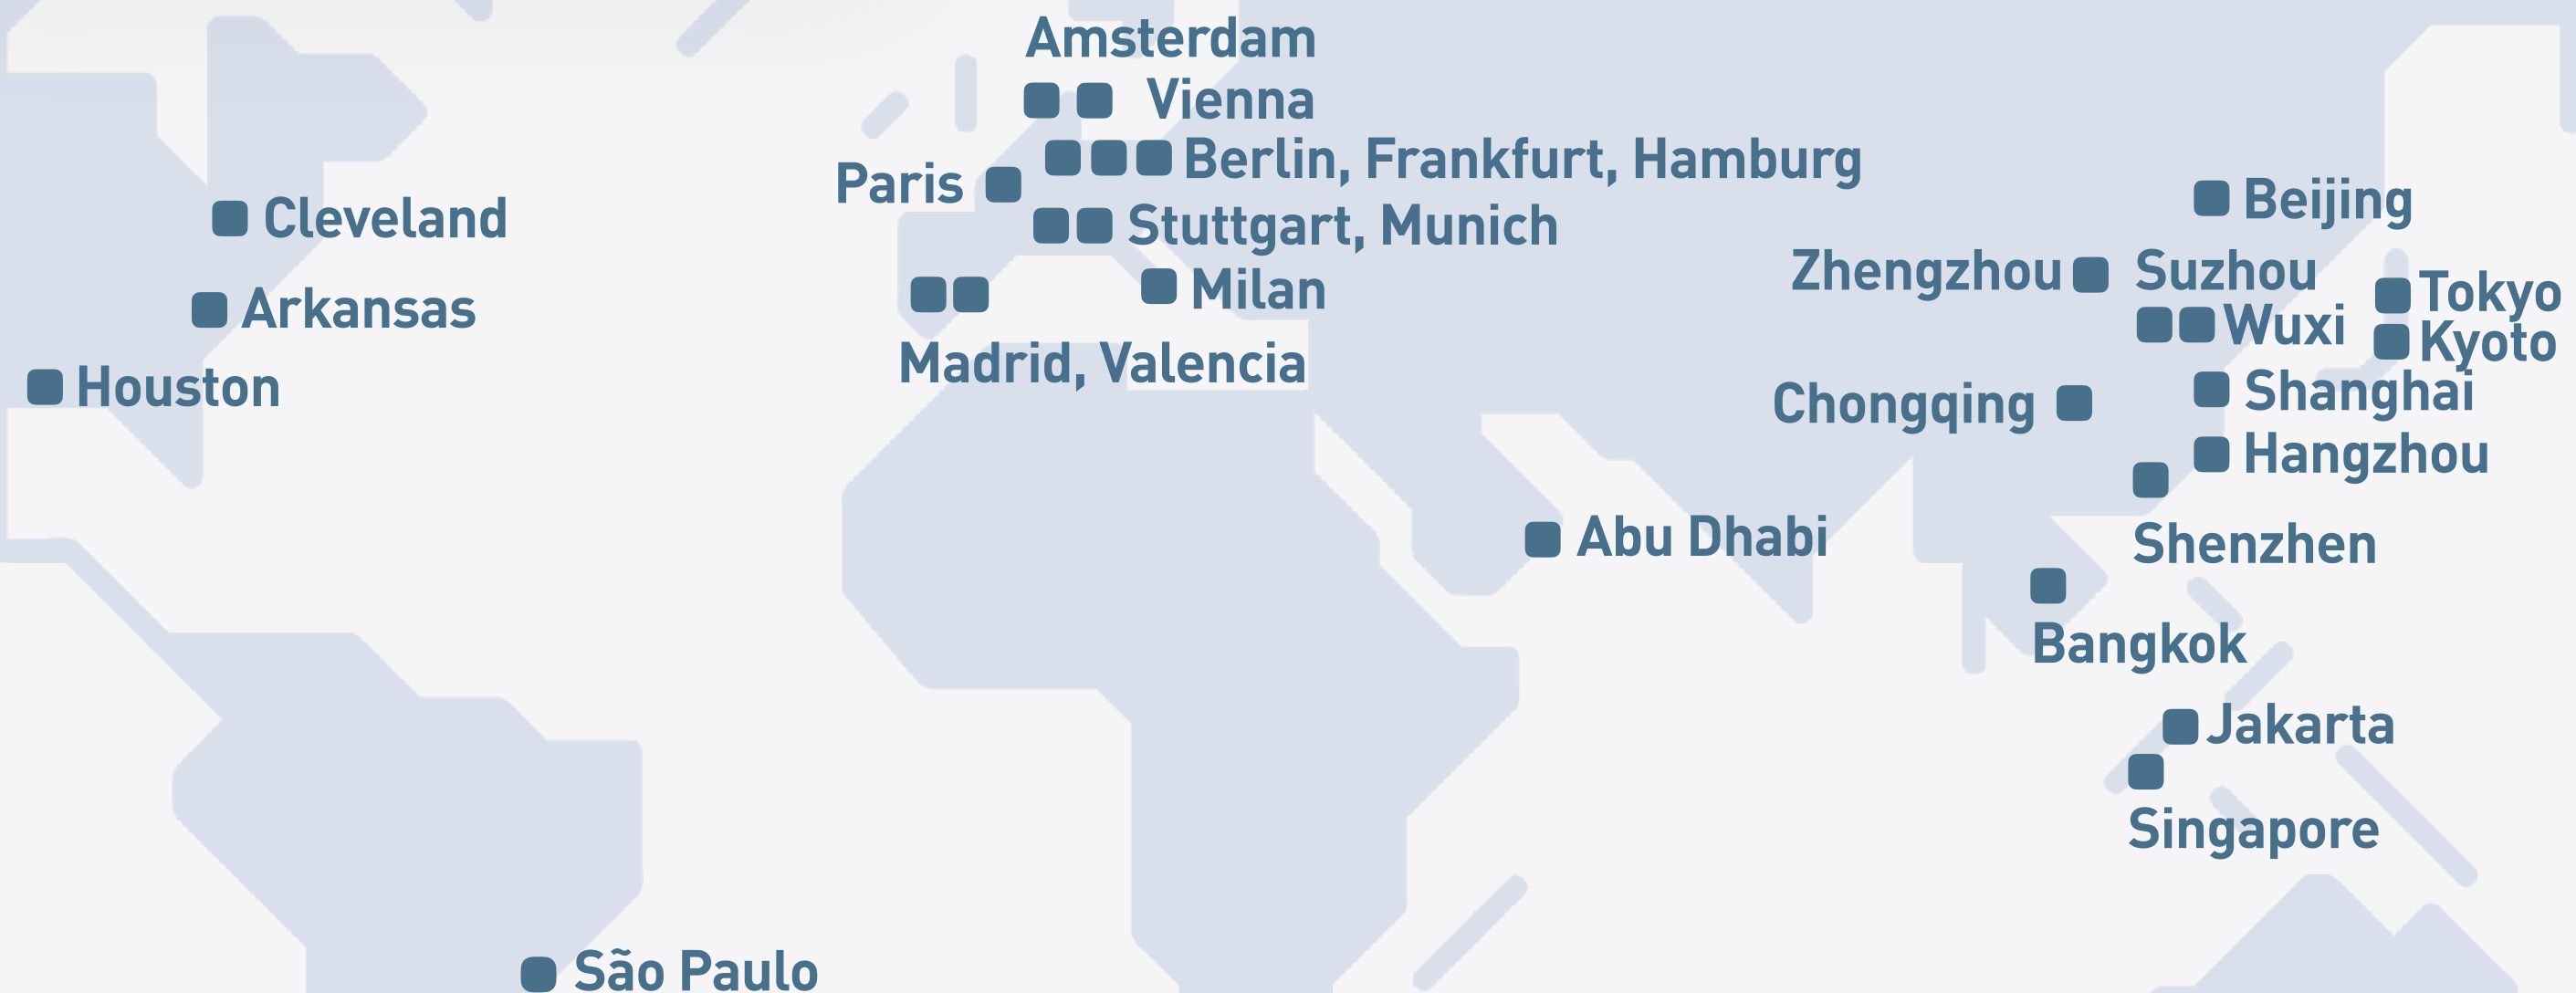 Amsterdam
Vienna
Berlin, Frankfurt, Hamburg
Paris
Stuttgart, Munich
Milan
Madrid, Valencia
Cleveland
Arkansas
Houston
São Paulo
Abu Dhabi
Beijing
Zhengzhou
Suzhou
Wuxi
Tokyo
Kyoto
Chongqing
Shanghai
Hangzhou
Shenzhen
Bangkok
Jakarta
Singapore